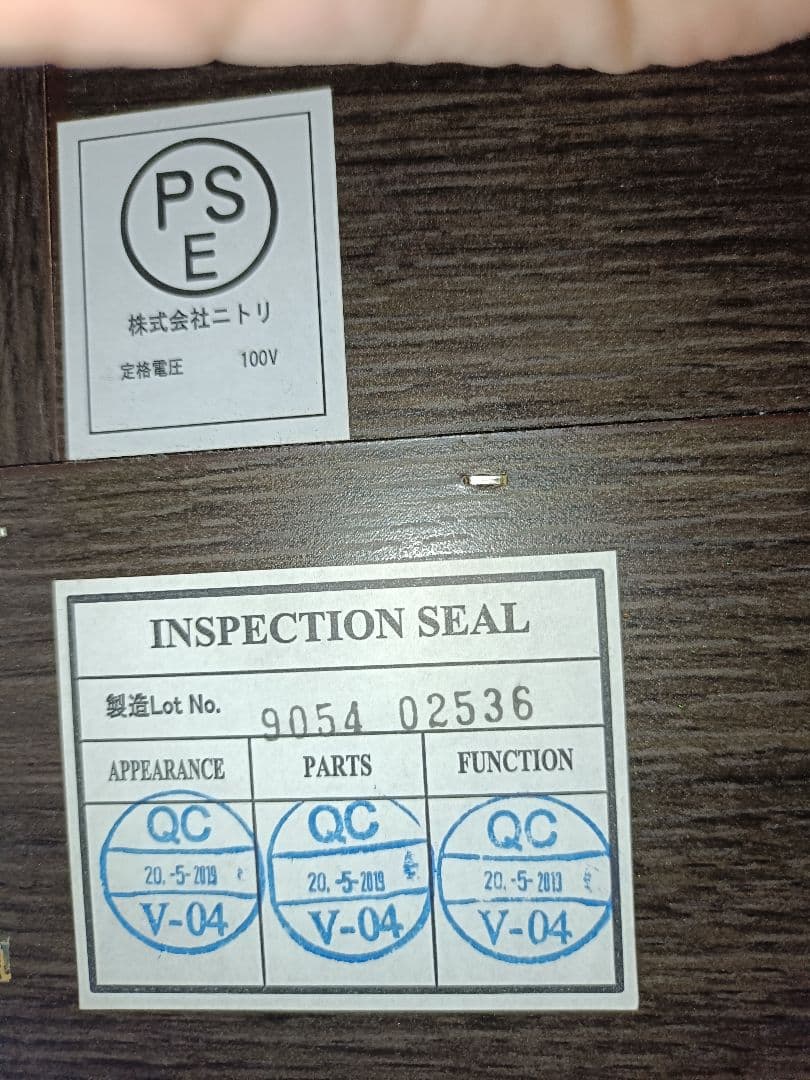 PS
E
株式会社ニトリ
定格電圧 100V
INSPECTION SEAL
製造Lot No. 9054 02536
APPEARANCE PARTS FUNCTION
QC QC QC
20.-5-2019 20.-5-2019 20.-5-2019
V-04 V-04 V-04